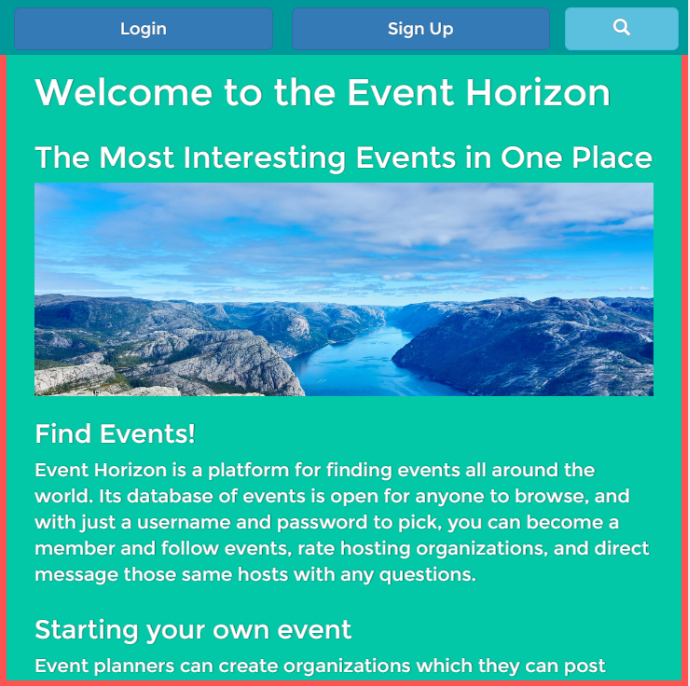 Login
Sign Up
Welcome to the Event Horizon
The Most Interesting Events in One Place
Find Events!
Event Horizon is a platform for finding events all around the
world. Its database of events is open for anyone to browse, and
with just a username and password to pick, you can become a
member and follow events, rate hosting organizations, and direct
message those same hosts with any questions.
Starting your own event
Event planners can create organizations which they can post